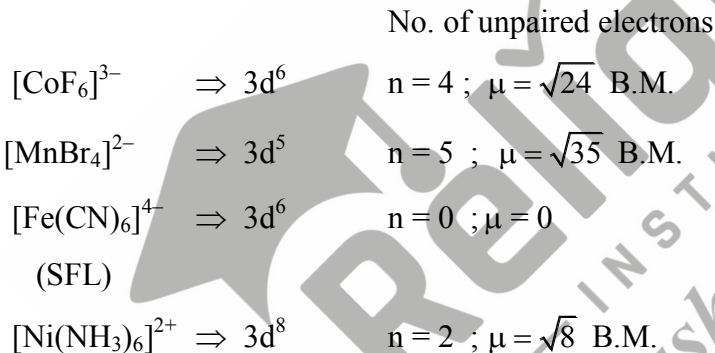 No. of unpaired electrons
[CoF₆]³⁻ ⇒ 3d⁶ n = 4 ; μ = √24 B.M.
[MnBr₄]²⁻ ⇒ 3d⁵ n = 5 ; μ = √35 B.M.
[Fe(CN)₆]⁴⁻ ⇒ 3d⁶ n = 0 ; μ = 0
(SFL)
[Ni(NH₃)₆]²⁺ ⇒ 3d⁸ n = 2 ; μ = √8 B.M.